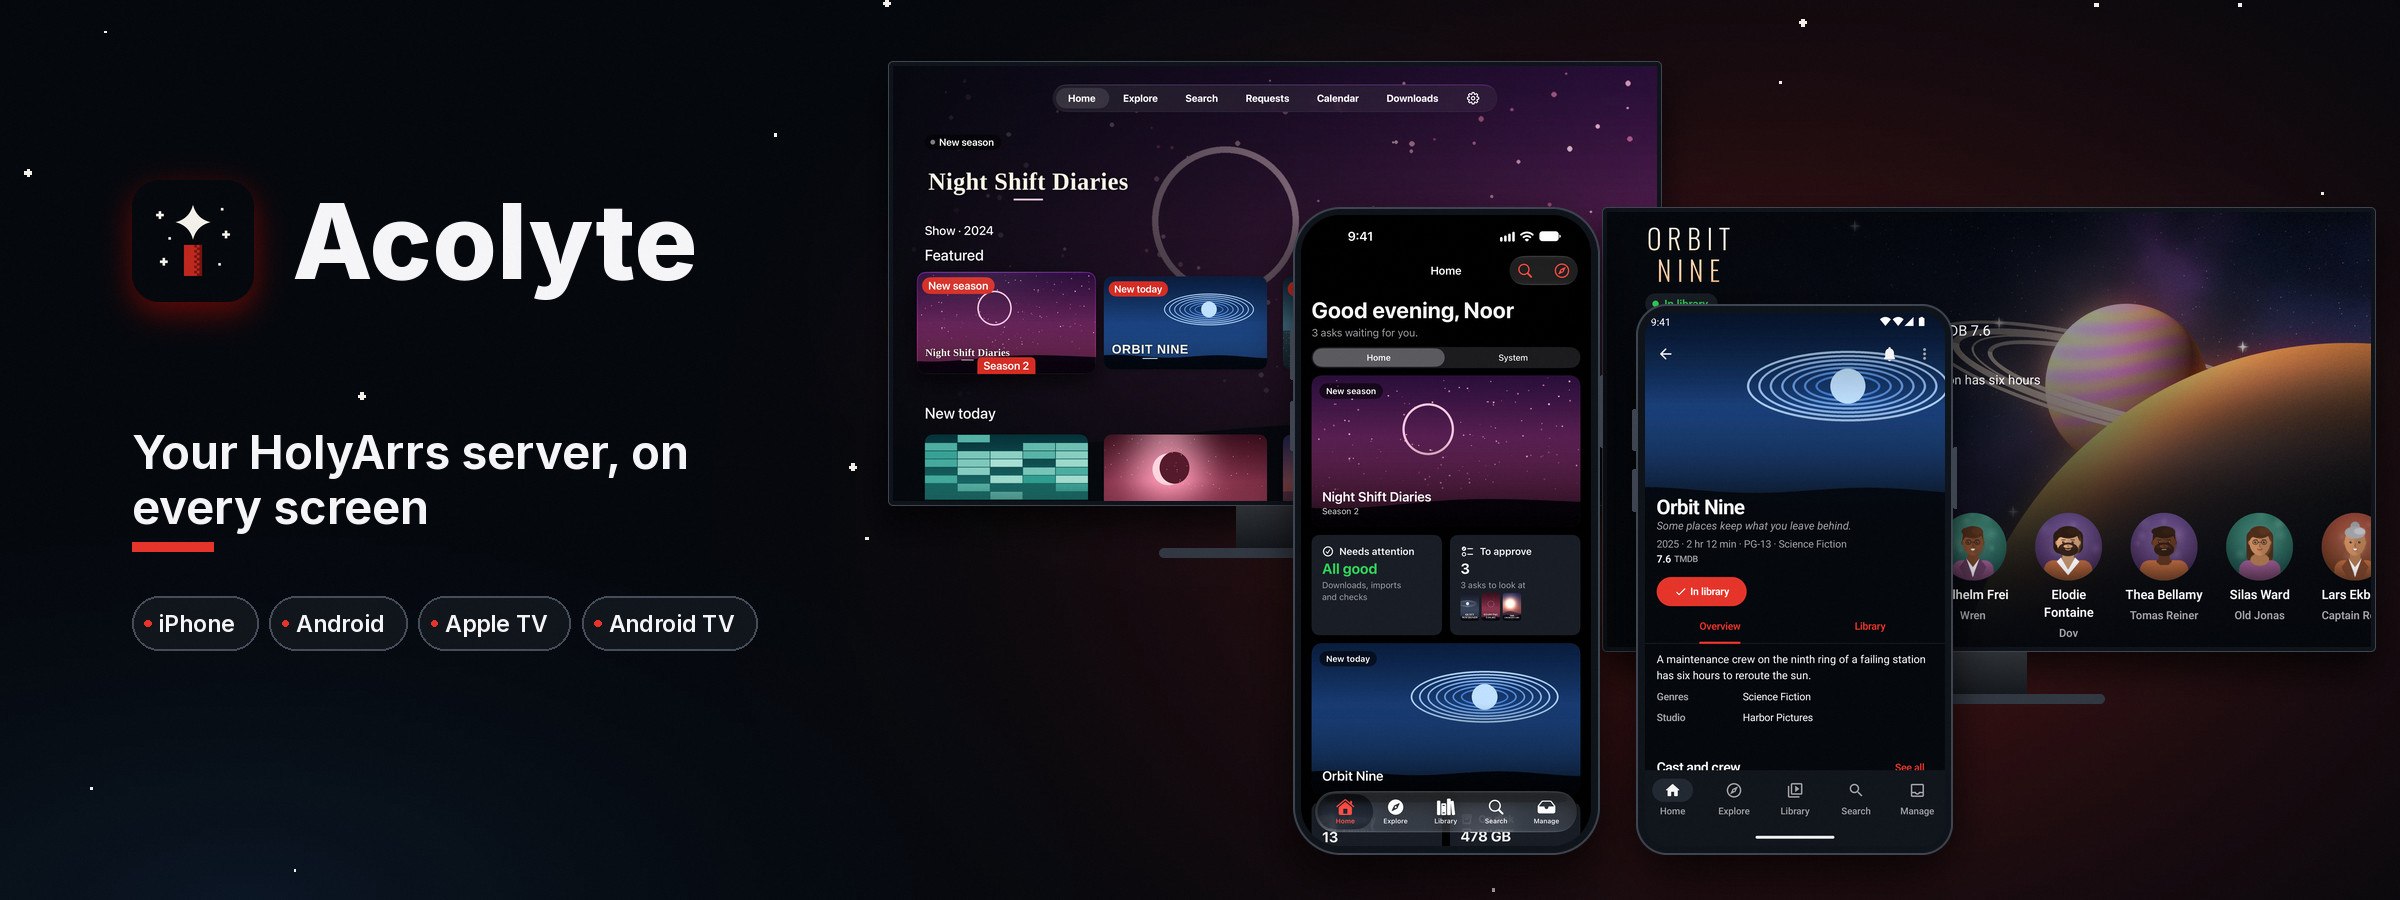 Acolyte
Your HolyArrs server, on
every screen
iPhone
Android
Apple TV
Android TV
Home
Explore
Search
Requests
Calendar
Downloads
New season
Night Shift Diaries
Show · 2024
Featured
New season
Night Shift Diaries
Season 2
New today
ORBIT NINE
New today
9:41
Home
Good evening, Noor
3 asks waiting for you.
Home
System
New season
Night Shift Diaries
Season 2
Needs attention
All good
Downloads, imports
and checks
To approve
3
3 asks to look at
New today
Orbit Nine
Home
Explore
Library
Search
Manage
13
478 GB
ORBIT
NINE
In library
DB 7.6
n has six hours
lhelm Frei
Wren
Elodie
Fontaine
Dov
Thea Bellamy
Tomas Reiner
Silas Ward
Old Jonas
Lars Ekb
Captain R
9:41
Orbit Nine
Some places keep what you leave behind.
2025 · 2 hr 12 min · PG-13 · Science Fiction
7.6 TMDB
In library
Overview
Library
A maintenance crew on the ninth ring of a failing station
has six hours to reroute the sun.
Genres
Science Fiction
Studio
Harbor Pictures
Cast and crew
See all
Home
Explore
Library
Search
Manage